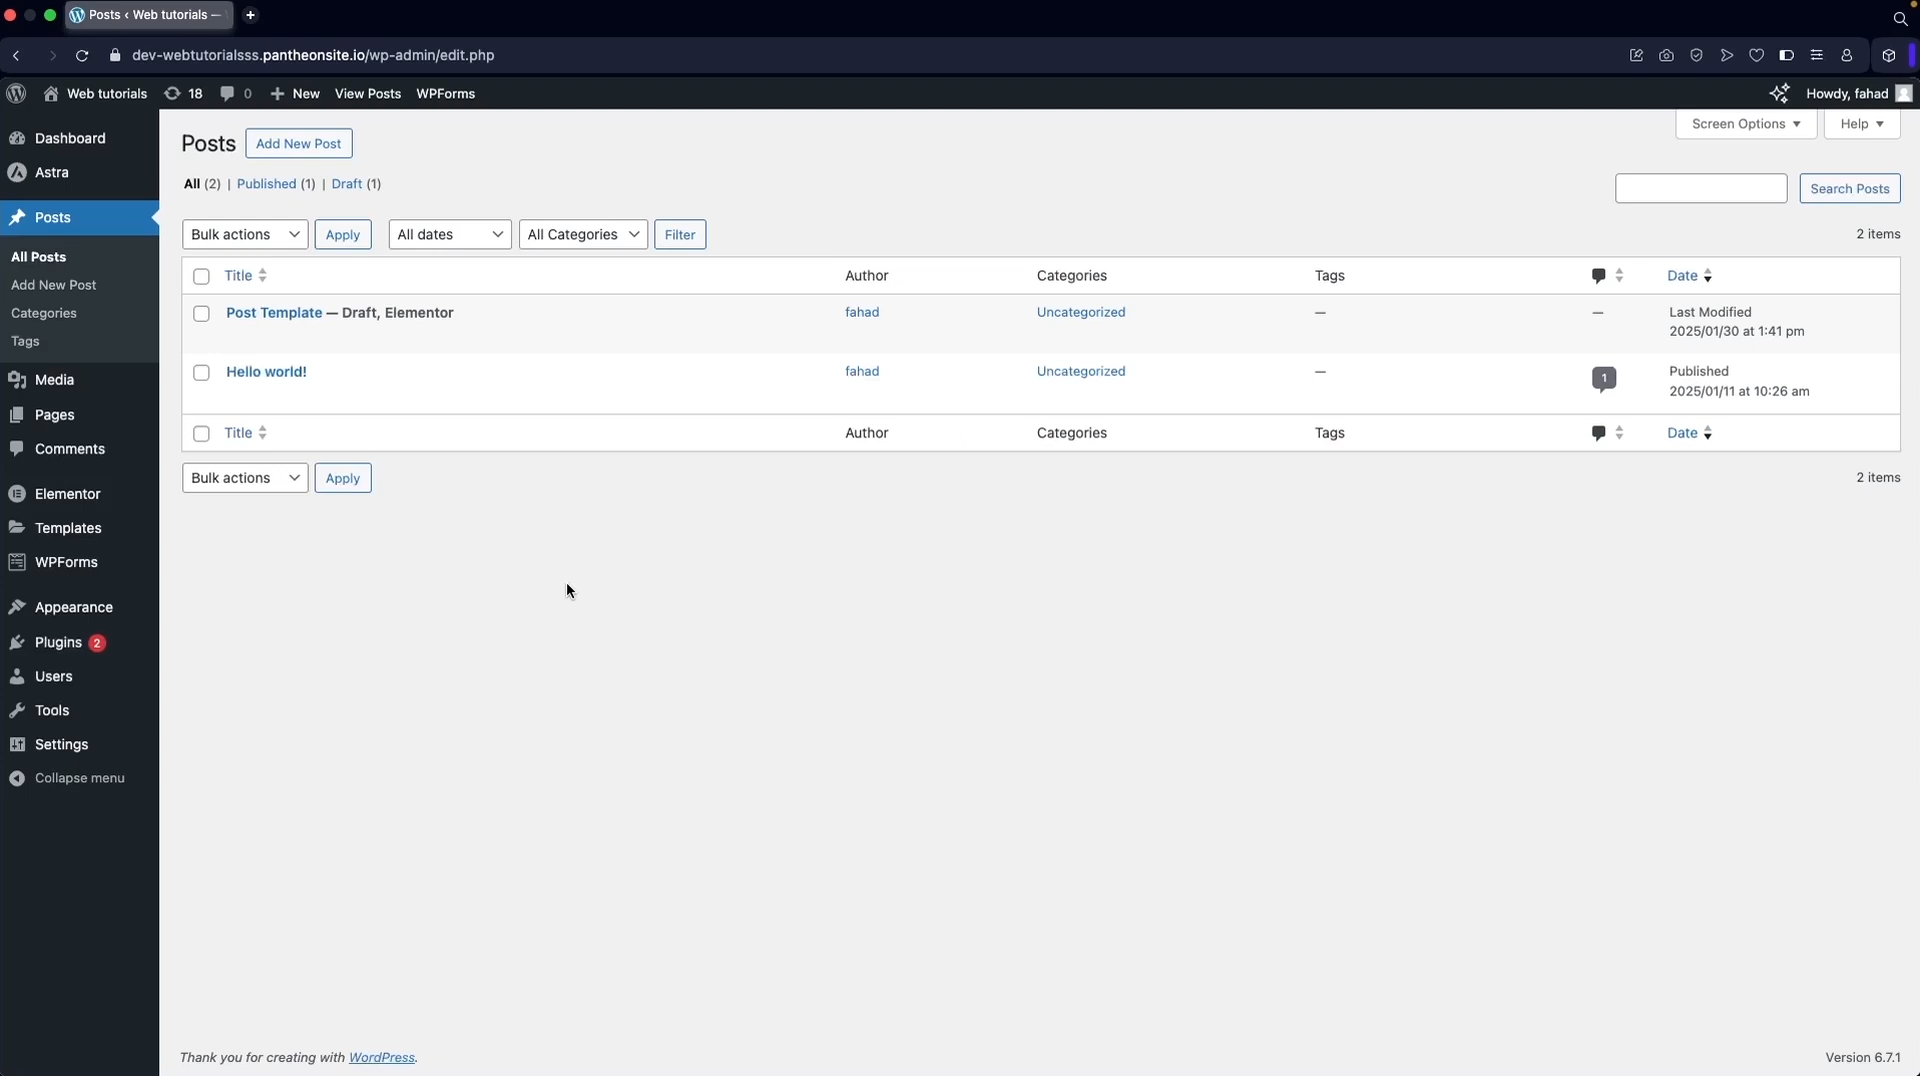 Posts ‹ Web tutorials —
dev-webtutorialsss.pantheonsite.io/wp-admin/edit.php
Web tutorials 18 0 New View Posts WPForms Howdy, fahad
Screen Options Help
Dashboard
Astra
Posts
All Posts
Add New Post
Categories
Tags
Media
Pages
Comments
Elementor
Templates
WPForms
Appearance
Plugins 2
Users
Tools
Settings
Collapse menu
Posts Add New Post
All (2) | Published (1) | Draft (1)
Search Posts
Bulk actions Apply All dates All Categories Filter 2 items
Title Author Categories Tags Date
Post Template — Draft, Elementor fahad Uncategorized — — Last Modified
2025/01/30 at 1:41 pm
Hello world! fahad Uncategorized — 1 Published
2025/01/11 at 10:26 am
Title Author Categories Tags Date
Bulk actions Apply 2 items
Thank you for creating with WordPress. Version 6.7.1